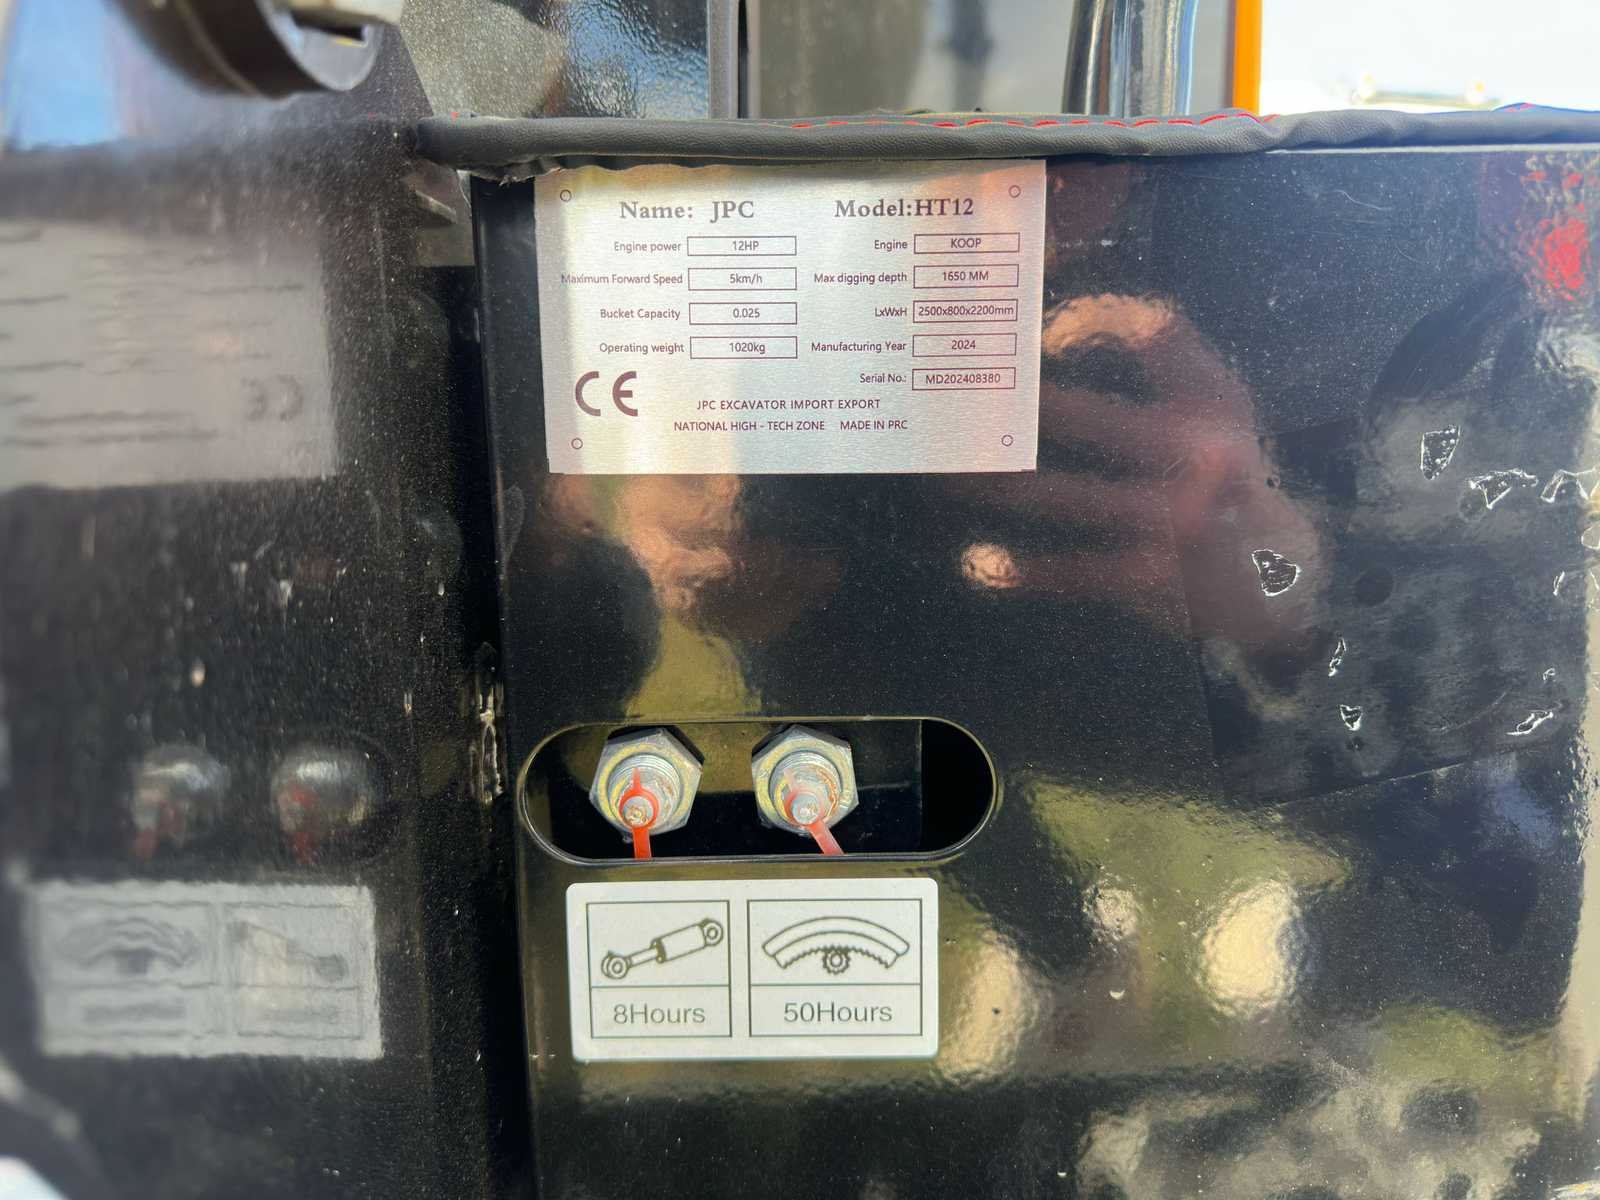 Name: JPC Model:HT12
Engine power 12HP Engine KOOP
Maximum Forward Speed 5km/h Max digging depth 1650 MM
Bucket Capacity 0.025 LxWxH 2500x800x2200mm
Operating weight 1020kg Manufacturing Year 2024
Serial No.: MD202408380
CE
JPC EXCAVATOR IMPORT EXPORT
NATIONAL HIGH - TECH ZONE MADE IN PRC
8Hours 50Hours